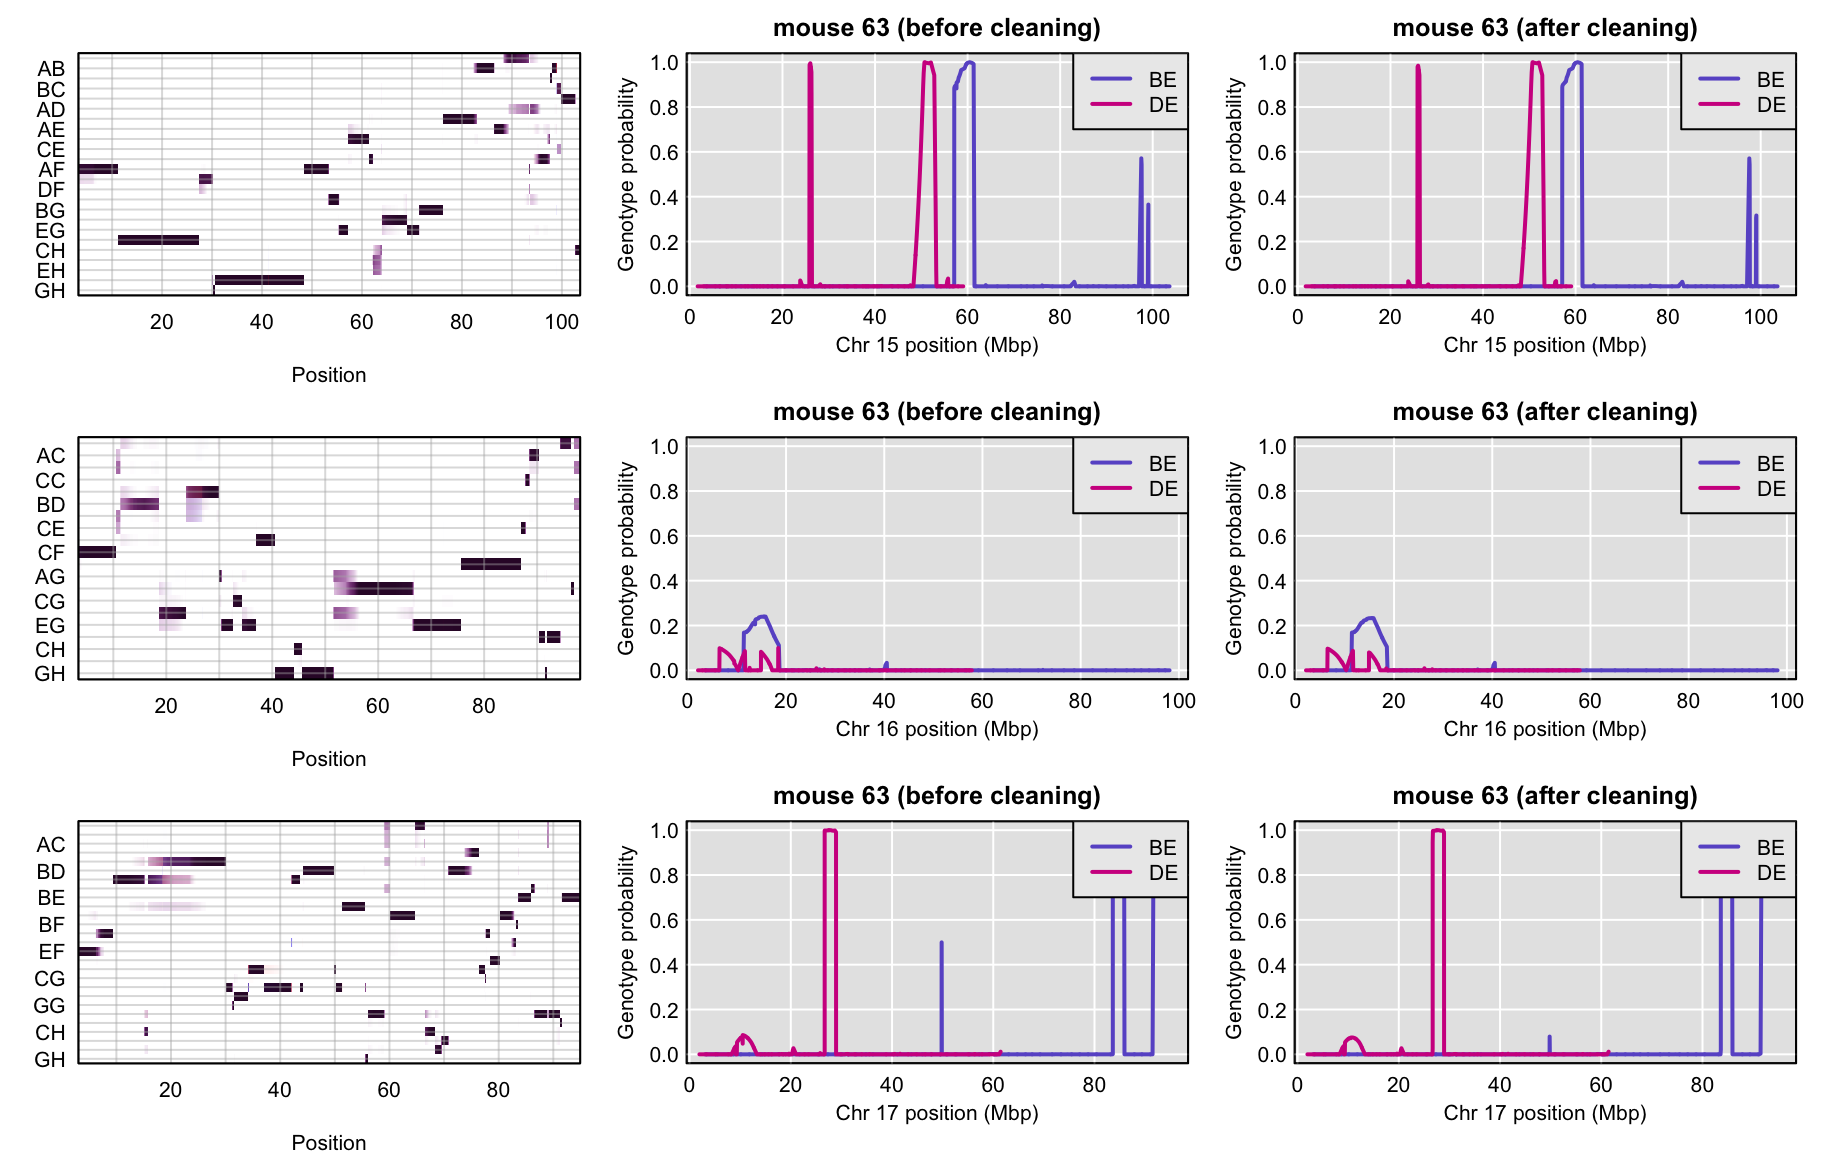 AB
BC
AD
AE
CE
AF
DF
BG
EG
CH
EH
GH
20 40 60 80 100
Position
mouse 63 (before cleaning)
Genotype probability
1.0
0.8
0.6
0.4
0.2
0.0
BE
DE
0 20 40 60 80 100
Chr 15 position (Mbp)
mouse 63 (after cleaning)
Genotype probability
1.0
0.8
0.6
0.4
0.2
0.0
BE
DE
0 20 40 60 80 100
Chr 15 position (Mbp)
AC
CC
BD
CE
CF
AG
CG
EG
CH
GH
20 40 60 80
Position
mouse 63 (before cleaning)
Genotype probability
1.0
0.8
0.6
0.4
0.2
0.0
BE
DE
0 20 40 60 80 100
Chr 16 position (Mbp)
mouse 63 (after cleaning)
Genotype probability
1.0
0.8
0.6
0.4
0.2
0.0
BE
DE
0 20 40 60 80 100
Chr 16 position (Mbp)
AC
BD
BE
BF
EF
CG
GG
CH
GH
20 40 60 80
Position
mouse 63 (before cleaning)
Genotype probability
1.0
0.8
0.6
0.4
0.2
0.0
BE
DE
0 20 40 60 80
Chr 17 position (Mbp)
mouse 63 (after cleaning)
Genotype probability
1.0
0.8
0.6
0.4
0.2
0.0
BE
DE
0 20 40 60 80
Chr 17 position (Mbp)